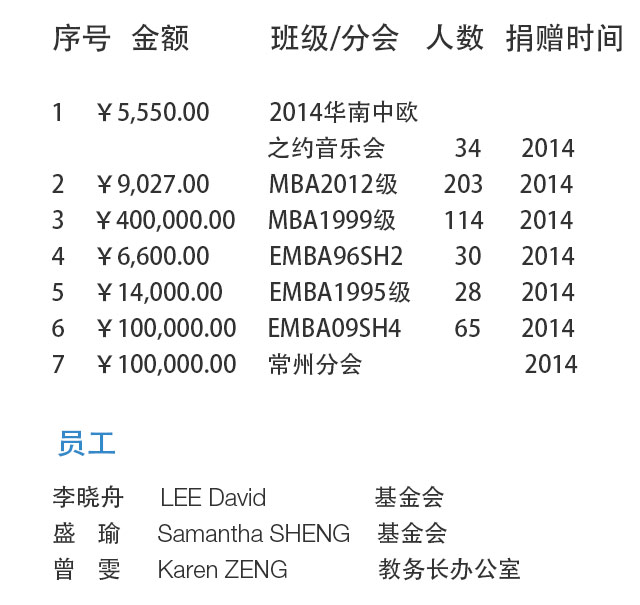 序号 金额 班级/分会 人数 捐赠时间
1 ￥5,550.00 2014华南中欧
之约音乐会 34 2014
2 ￥9,027.00 MBA2012级 203 2014
3 ￥400,000.00 MBA1999级 114 2014
4 ￥6,600.00 EMBA96SH2 30 2014
5 ￥14,000.00 EMBA1995级 28 2014
6 ￥100,000.00 EMBA09SH4 65 2014
7 ￥100,000.00 常州分会 2014
员工
李晓舟 LEE David 基金会
盛 瑜 Samantha SHENG 基金会
曾 雯 Karen ZENG 教务长办公室